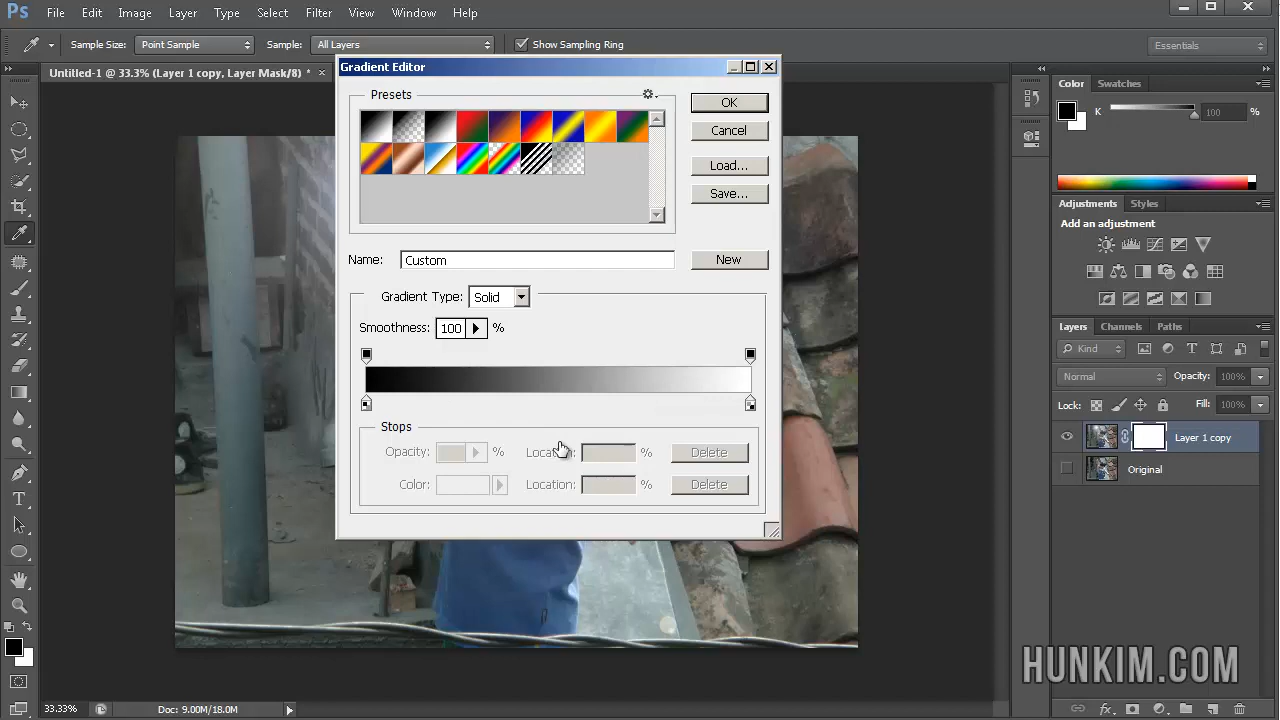 Ps File Edit Image Layer Type Select Filter View Window Help
Sample Size: Point Sample Sample: All Layers Show Sampling Ring Essentials
Untitled-1 @ 33.3% (Layer 1 copy, Layer Mask/8) * ×
Gradient Editor
Presets
OK
Cancel
Load...
Save...
Name: Custom New
Gradient Type: Solid
Smoothness: 100 %
Stops
Opacity: % Location: % Delete
Color: Location: % Delete
Color Swatches
K 100 %
Adjustments Styles
Add an adjustment
Layers Channels Paths
Kind
Normal Opacity: 100%
Lock: Fill: 100%
Layer 1 copy
Original
HUNKIM.COM
33.33% Doc: 9.00M/18.0M